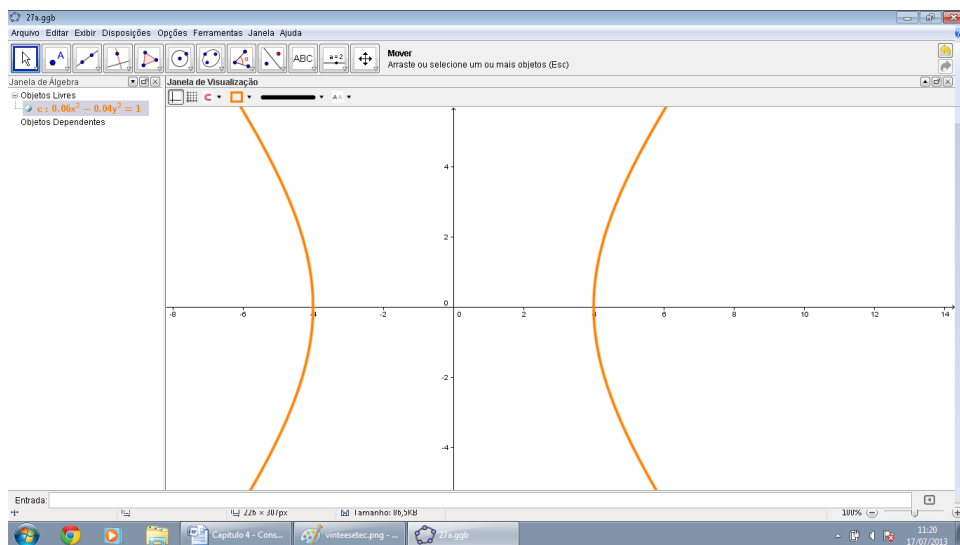 27a.ggb
Arquivo Editar Exibir Disposições Opções Ferramentas Janela Ajuda
ABC a=2 Mover
Arraste ou selecione um ou mais objetos (Esc)
Janela de Álgebra Janela de Visualização
Objetos Livres
c : 0.06x² − 0.04y² = 1
Objetos Dependentes
4
2
0
-8 -6 -4 -2 0 2 4 6 8 10 12 14
-2
-4
Entrada:
226 × 307px Tamanho: 86,5KB 100%
Capitulo 4 - Cons... vinteesetec.png - ... 27a.ggb 11:20
17/07/2013